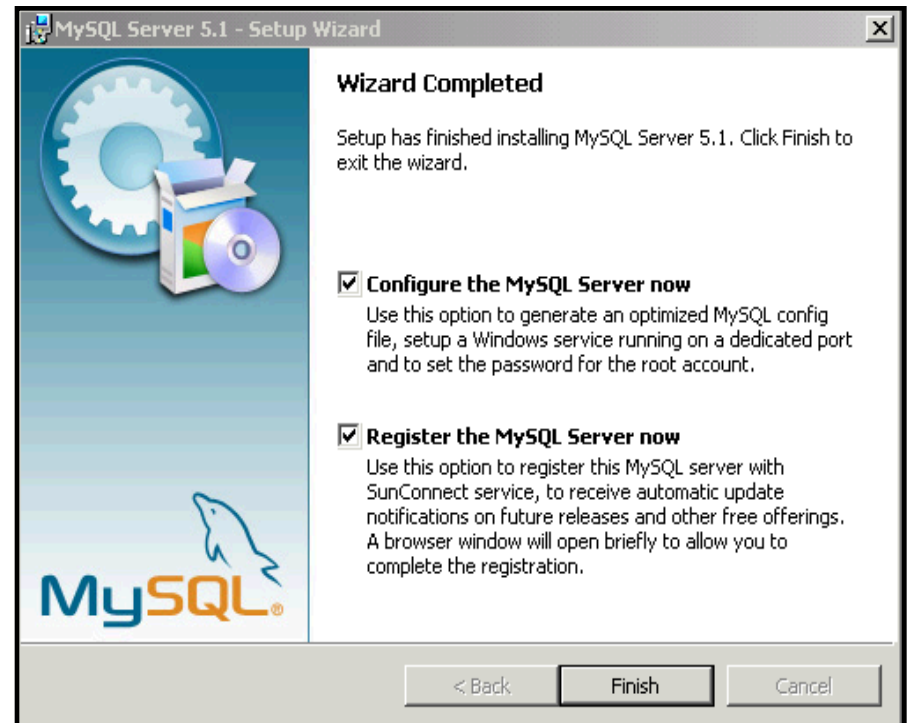 MySQL Server 5.1 - Setup Wizard
Wizard Completed
Setup has finished installing MySQL Server 5.1. Click Finish to
exit the wizard.
Configure the MySQL Server now
Use this option to generate an optimized MySQL config
file, setup a Windows service running on a dedicated port
and to set the password for the root account.
Register the MySQL Server now
Use this option to register this MySQL server with
SunConnect service, to receive automatic update
notifications on future releases and other free offerings.
A browser window will open briefly to allow you to
complete the registration.
MySQL®
< Back
Finish
Cancel